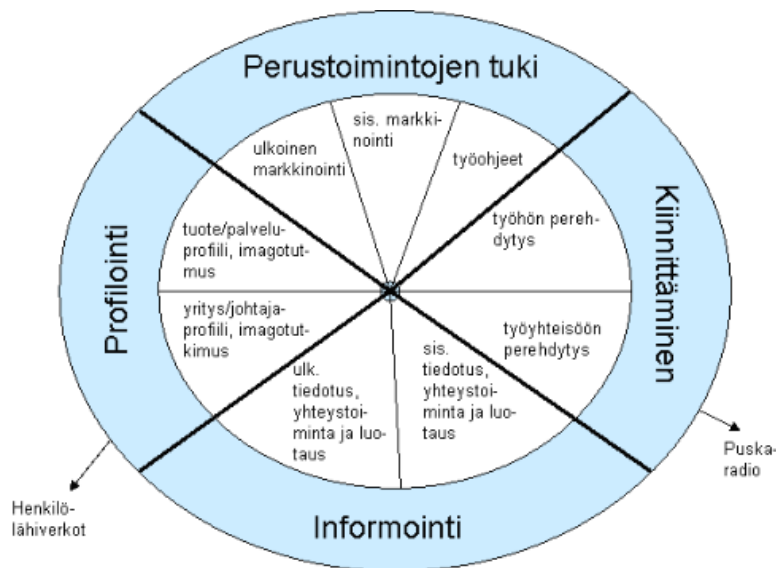 Perustoimintojen tuki
sis. markki-
nointi
ulkoinen
markkinointi
työohjeet
Kiinnittäminen
työhön pereh-
dytys
tuote/palvelu-
profiili, imagotut-
mus
Profilointi
yritys/johtaja-
profiili, imagotut-
kimus
työyhteisöön
perehdytys
sis.
tiedotus,
yhteystoi-
minta ja luo-
taus
ulk.
tiedotus,
yhteystoi-
minta ja luo-
taus
Puska-
radio
Henkilö-
lähiverkot
Informointi